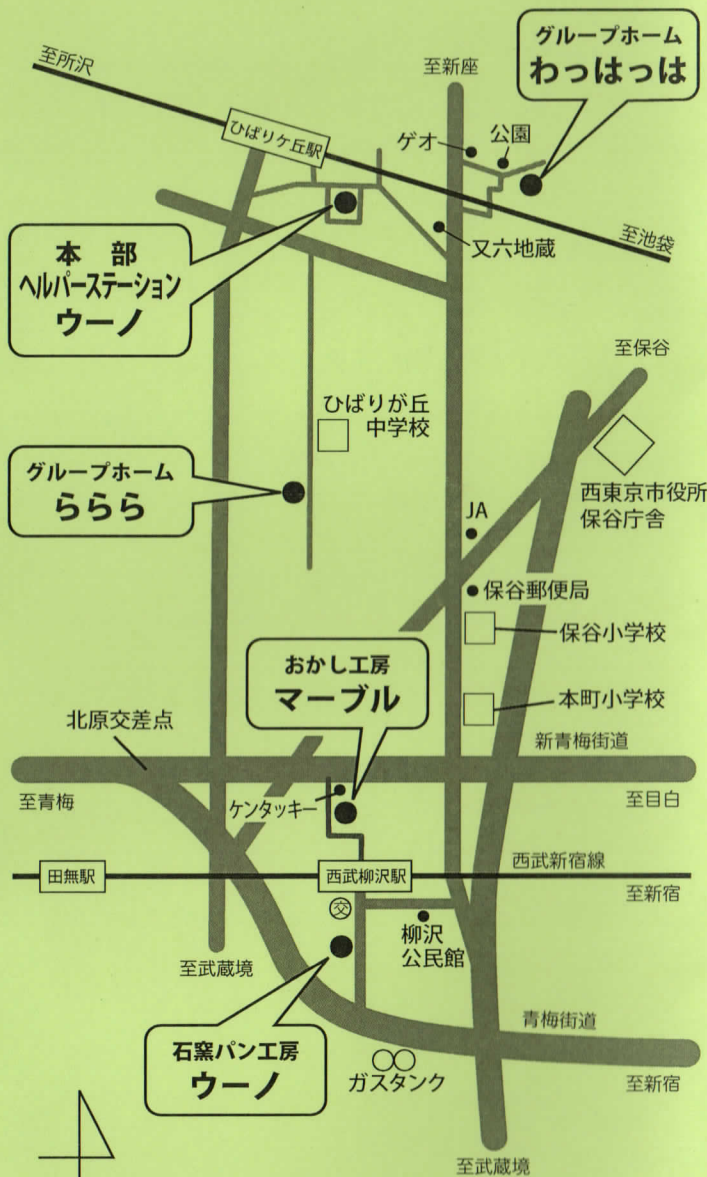 グループホーム
わっはっは
至所沢
至新座
ひばりケ丘駅
ゲオ
公園
又六地蔵
至池袋
本 部
ヘルパーステーション
ウーノ
至保谷
ひばりが丘
中学校
グループホーム
ららら
西東京市役所
保谷庁舎
JA
保谷郵便局
保谷小学校
おかし工房
マーブル
本町小学校
北原交差点
新青梅街道
至青梅
ケンタッキー
至目白
田無駅
西武柳沢駅
西武新宿線
至新宿
交
柳沢
公民館
至武蔵境
青梅街道
石窯パン工房
ウーノ
ガスタンク
至新宿
至武蔵境